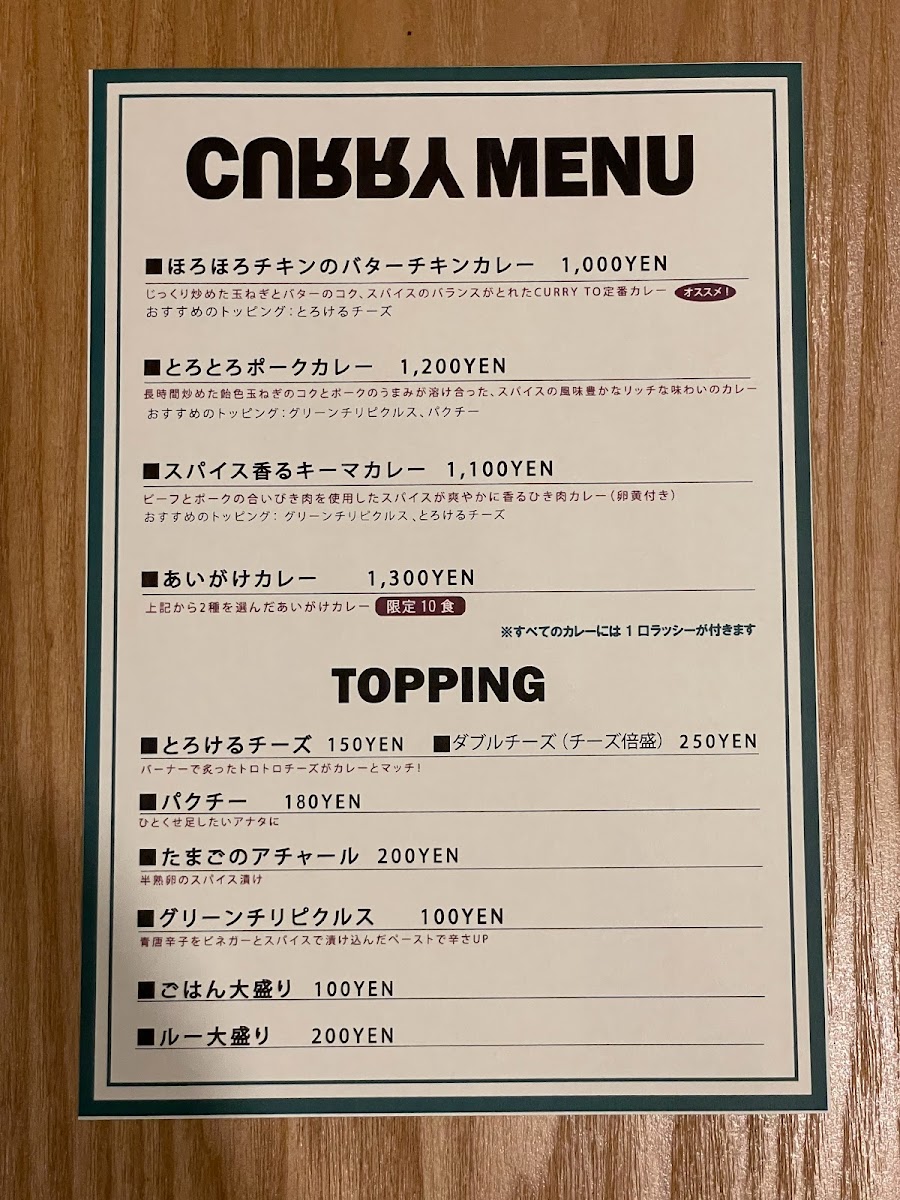 CURRY MENU
■ほろほろチキンのバターチキンカレー 1,000YEN
じっくり炒めた玉ねぎとバターのコク、スパイスのバランスがとれたCURRY TO定番カレー オススメ!
おすすめのトッピング:とろけるチーズ
■とろとろポークカレー 1,200YEN
長時間炒めた飴色玉ねぎのコクとポークのうまみが溶け合った、スパイスの風味豊かなリッチな味わいのカレー
おすすめのトッピング:グリーンチリピクルス、パクチー
■スパイス香るキーマカレー 1,100YEN
ビーフとポークの合いびき肉を使用したスパイスが爽やかに香るひき肉カレー(卵黄付き)
おすすめのトッピング: グリーンチリピクルス、とろけるチーズ
■あいがけカレー 1,300YEN
上記から2種を選んだあいがけカレー 限定10食
※すべてのカレーには1口ラッシーが付きます
TOPPING
■とろけるチーズ 150YEN ■ダブルチーズ(チーズ倍盛) 250YEN
バーナーで炙ったトロトロチーズがカレーとマッチ!
■パクチー 180YEN
ひとくせ足したいアナタに
■たまごのアチャール 200YEN
半熟卵のスパイス漬け
■グリーンチリピクルス 100YEN
青唐辛子をビネガーとスパイスで漬け込んだペーストで辛さUP
■ごはん大盛り 100YEN
■ルー大盛り 200YEN